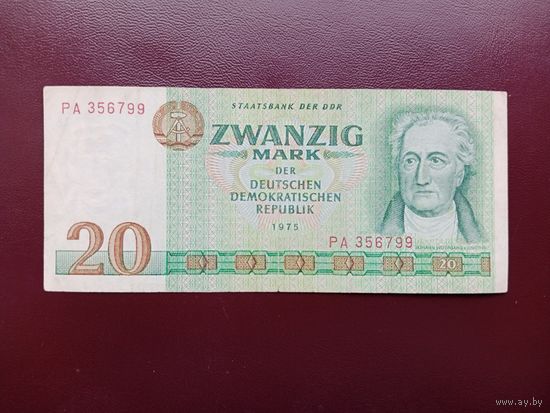 PA 356799
STAATSBANK DER DDR
ZWANZIG
MARK
DER
DEUTSCHEN
DEMOKRATISCHEN
REPUBLIK
1975
PA 356799
20
20
www.ay.by